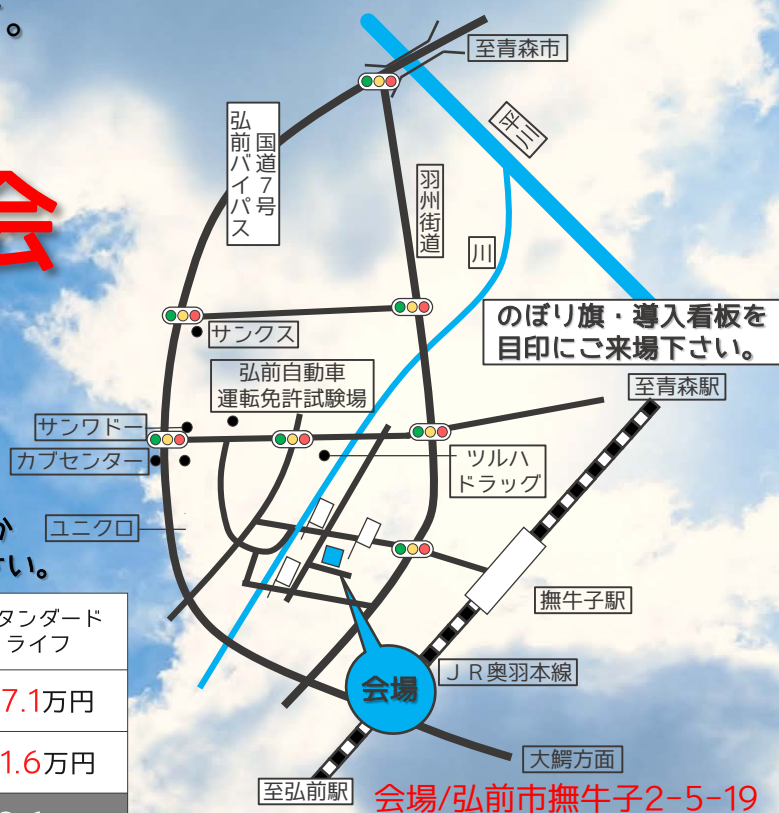 至青森市
平川
国道7号
弘前バイパス
羽州街道
川
会
のぼり旗・導入看板を
目印にご来場下さい。
サンクス
弘前自動車
運転免許試験場
至青森駅
サンワドー
カブセンター
ツルハ
ドラッグ
ユニクロ
か
い。
撫牛子駅
タンダード
ライフ
7.1万円
1.6万円
会場
JR奥羽本線
大鰐方面
至弘前駅
会場/弘前市撫牛子2-5-19